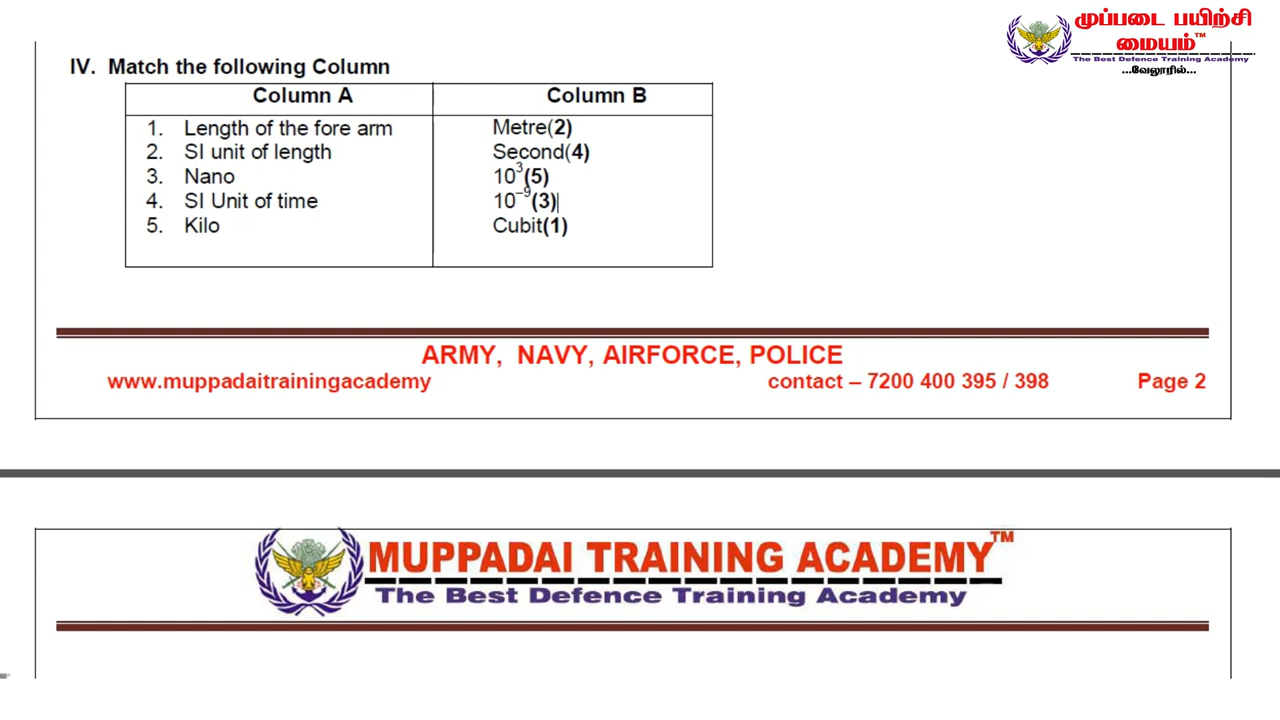 முப்படை பயிற்சி
மையம்™
The Best Defence Training Academy
...வேலூரில்...
IV. Match the following Column
Column A Column B
1. Length of the fore arm Metre(2)
2. SI unit of length Second(4)
3. Nano 10³(5)
4. SI Unit of time 10⁻⁹(3)
5. Kilo Cubit(1)
ARMY, NAVY, AIRFORCE, POLICE
www.muppadaitrainingacademy contact – 7200 400 395 / 398 Page 2
MUPPADAI TRAINING ACADEMY™
The Best Defence Training Academy